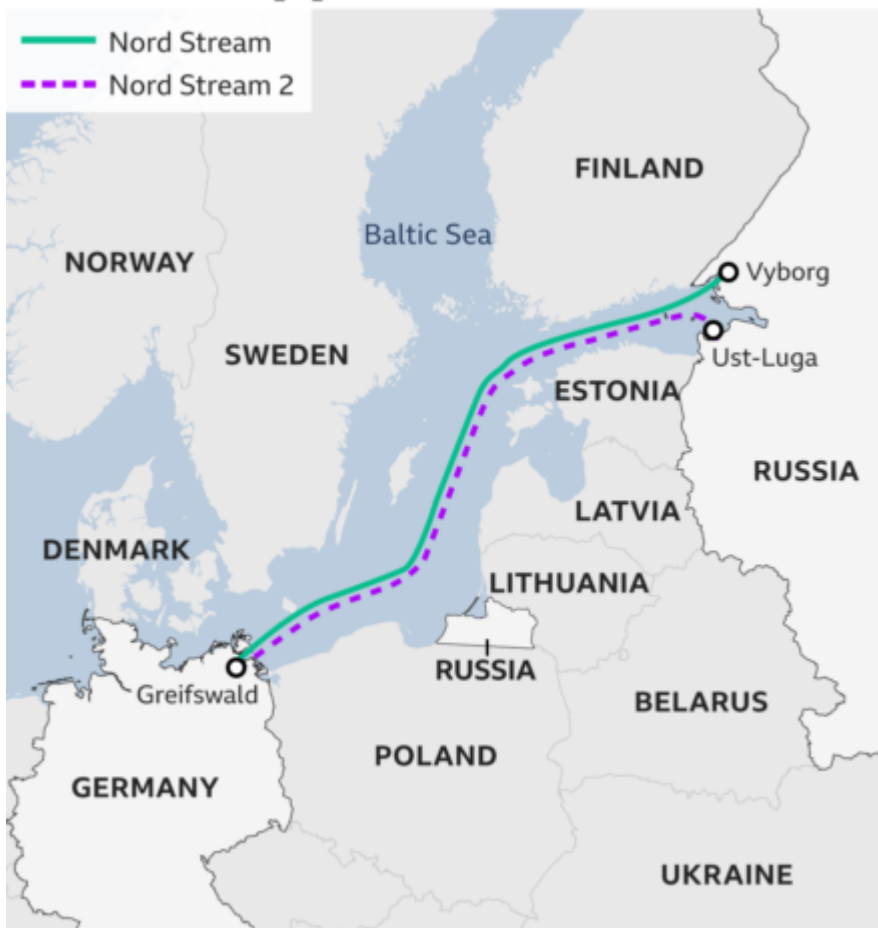 Nord Stream
Nord Stream 2
FINLAND
Baltic Sea
NORWAY
Vyborg
SWEDEN
Ust-Luga
ESTONIA
RUSSIA
LATVIA
DENMARK
LITHUANIA
RUSSIA
Greifswald
BELARUS
POLAND
GERMANY
UKRAINE